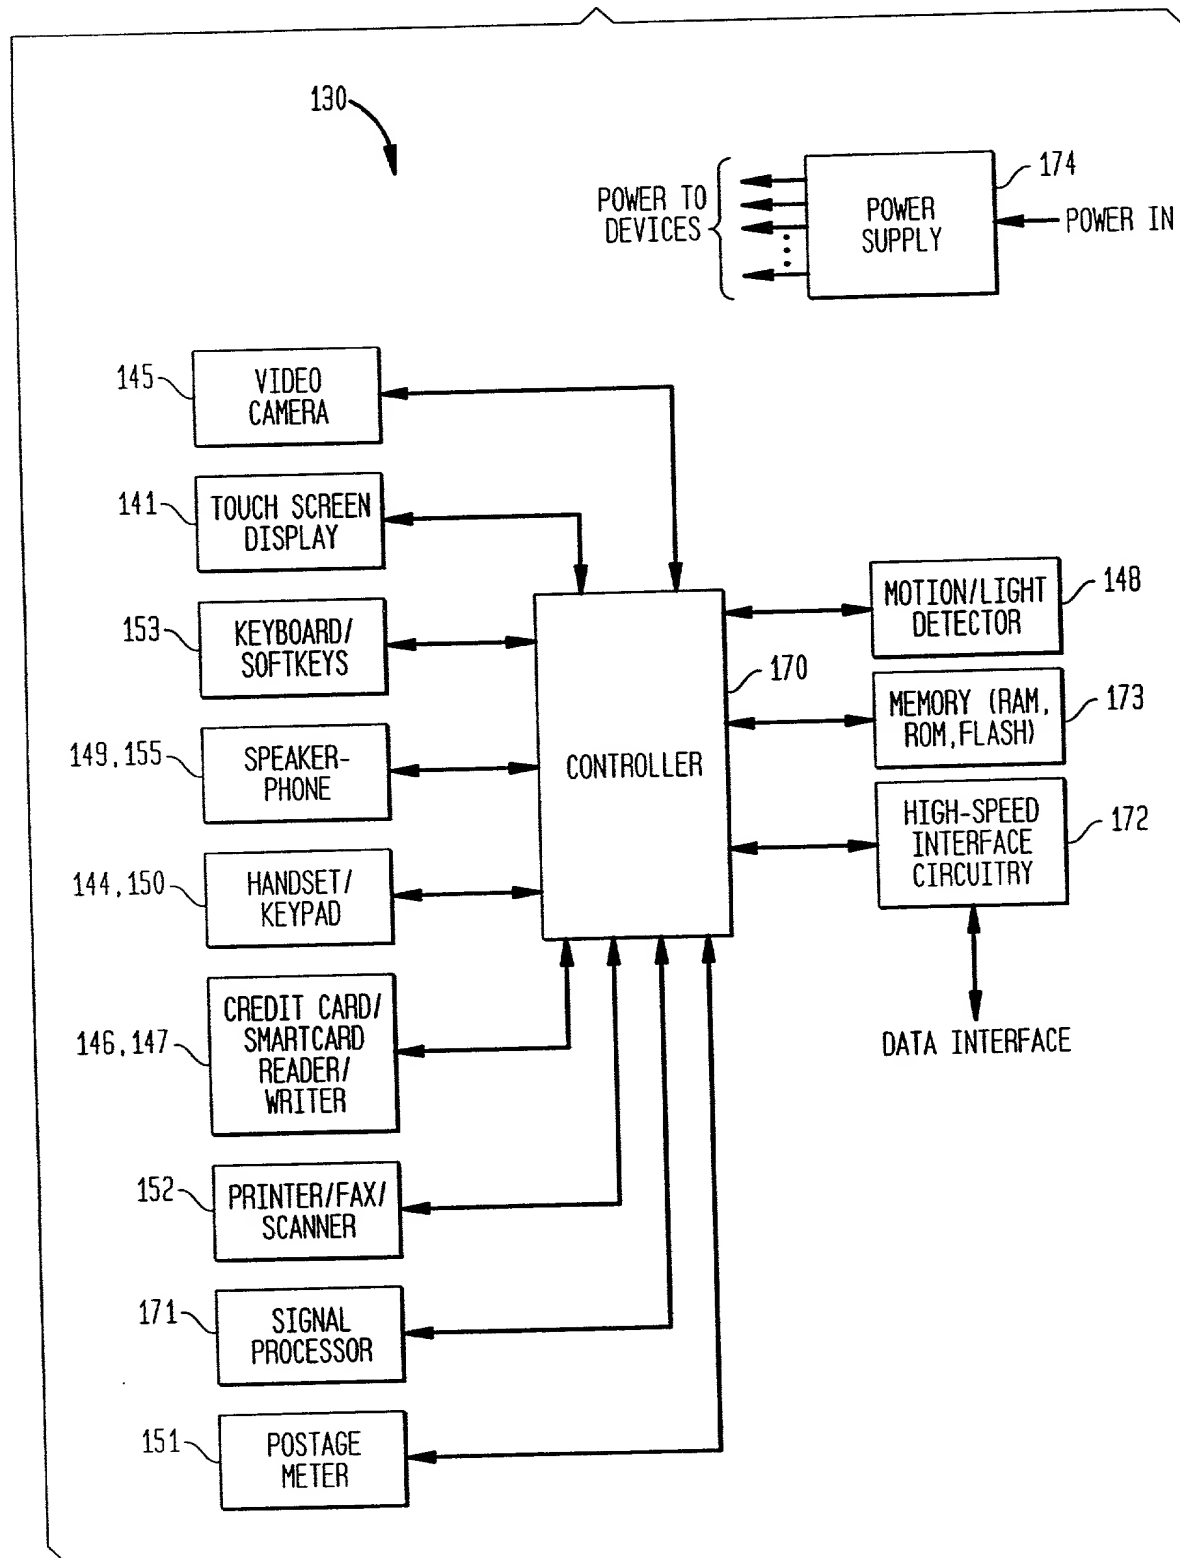 130
174
POWER TO
DEVICES
POWER
SUPPLY
POWER IN
145
VIDEO
CAMERA
141
TOUCH SCREEN
DISPLAY
153
KEYBOARD/
SOFTKEYS
149,155
SPEAKER-
PHONE
144,150
HANDSET/
KEYPAD
146,147
CREDIT CARD/
SMARTCARD
READER/
WRITER
152
PRINTER/FAX/
SCANNER
171
SIGNAL
PROCESSOR
151
POSTAGE
METER
CONTROLLER
170
MOTION/LIGHT
DETECTOR
148
MEMORY (RAM,
ROM,FLASH)
173
HIGH-SPEED
INTERFACE
CIRCUITRY
172
DATA INTERFACE